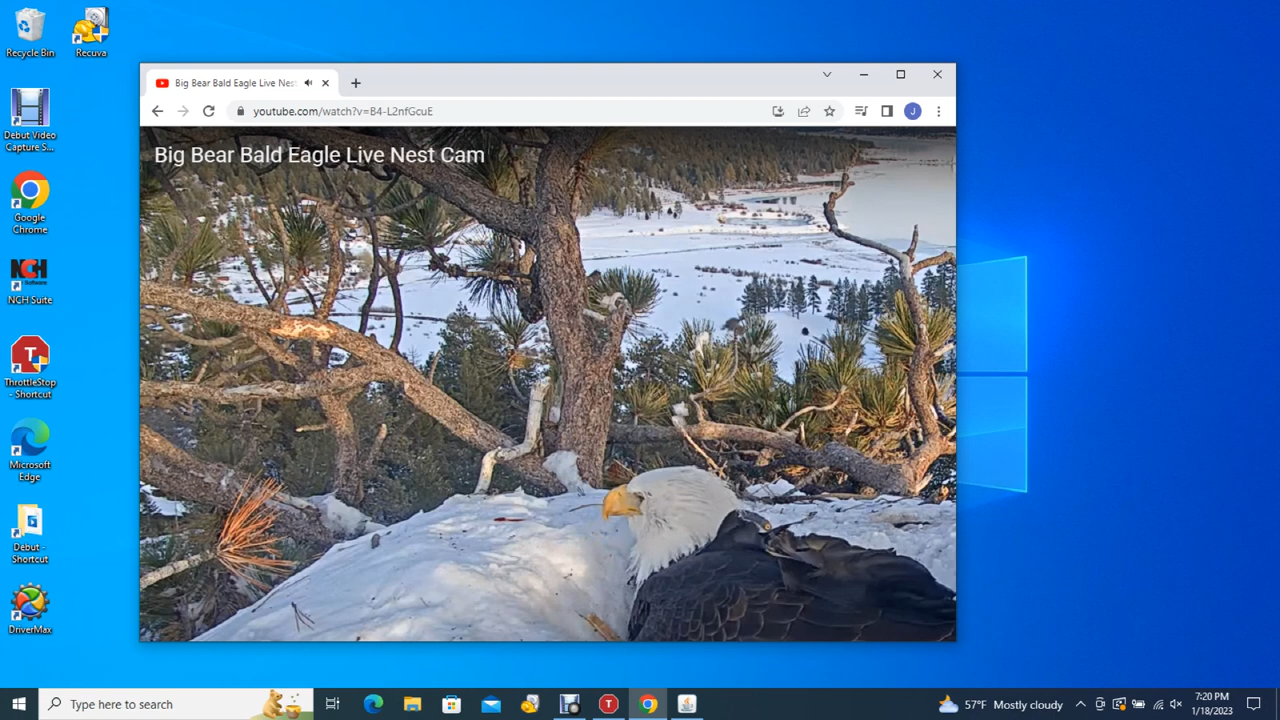 Recycle Bin
Recuva
Debut Video
Capture S...
Google
Chrome
NCH
Software
NCH Suite
T
ThrottleStop
- Shortcut
Microsoft
Edge
Debut -
Shortcut
DriverMax
Big Bear Bald Eagle Live Nest
youtube.com/watch?v=B4-L2nfGcuE
J
Big Bear Bald Eagle Live Nest Cam
Type here to search
T
57°F Mostly cloudy
7:20 PM
1/18/2023